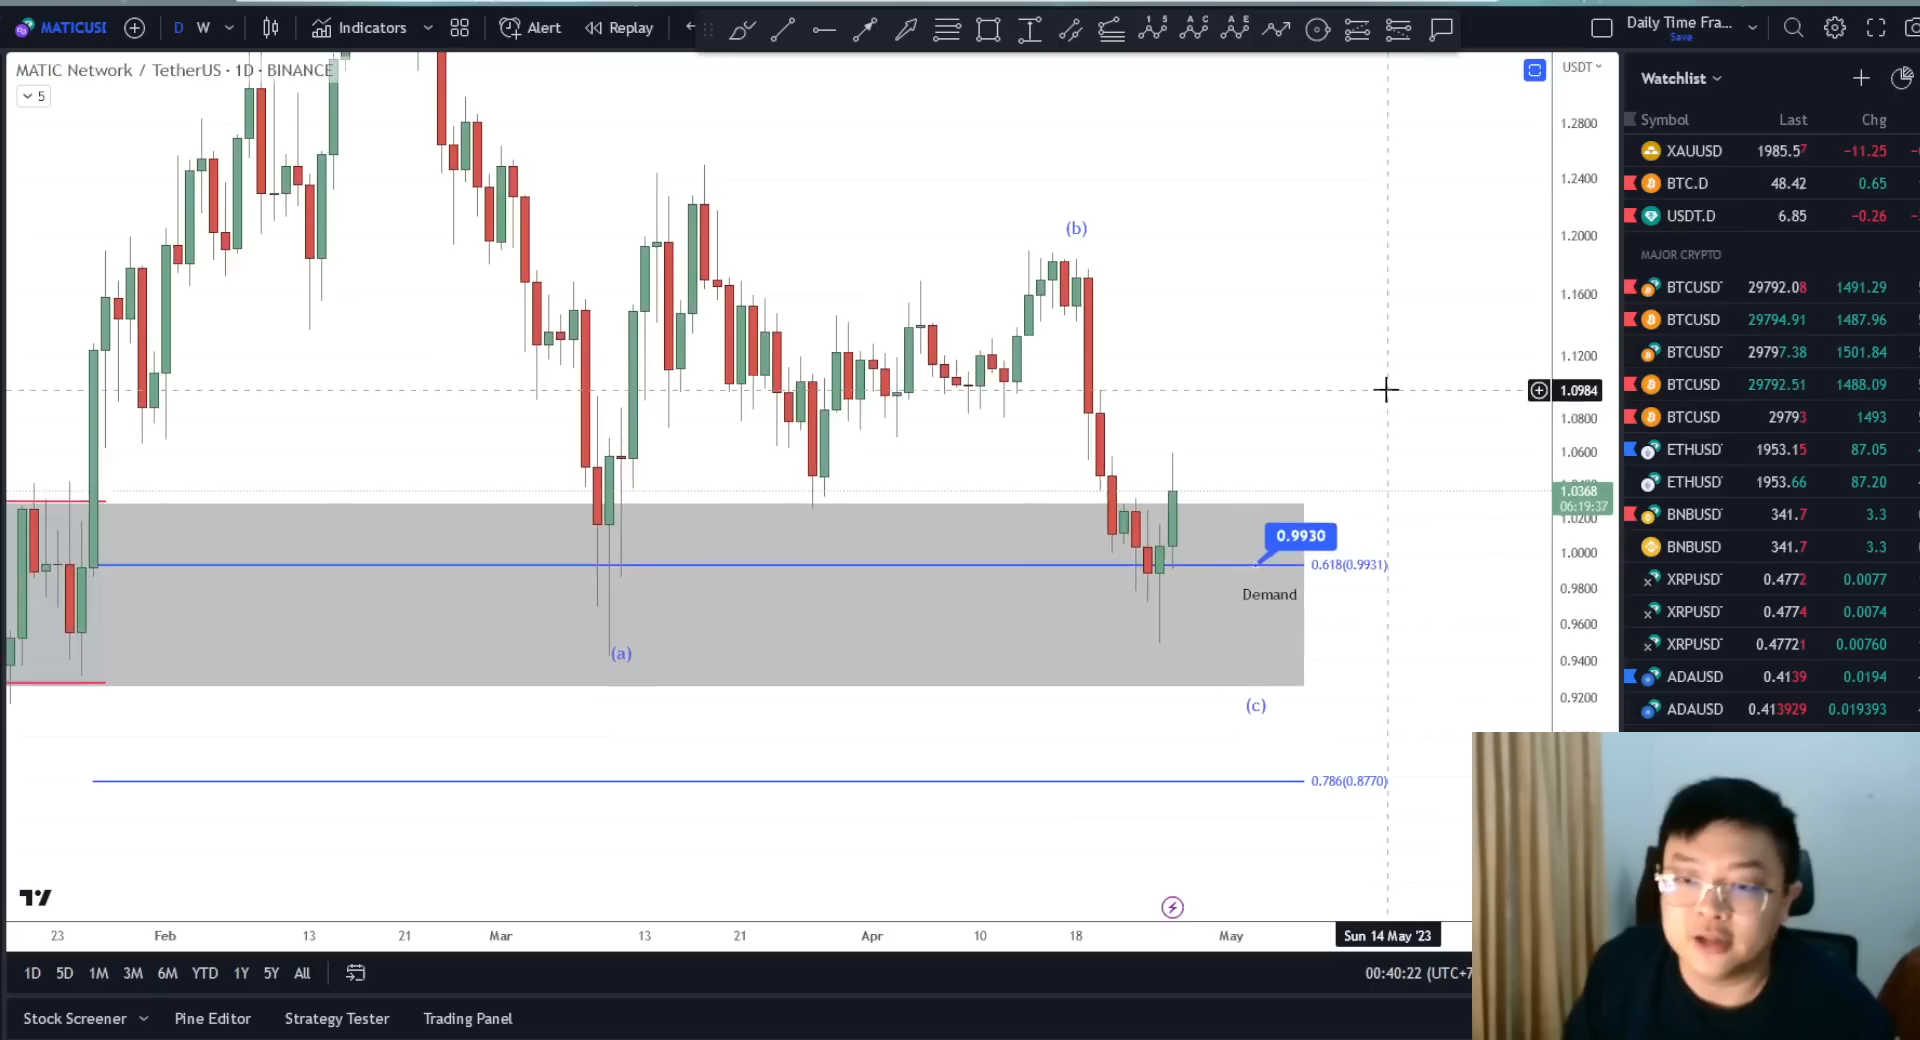 MATICUSI
D
W
Indicators
Alert
Replay
Daily Time Fra...
Save
MATIC Network / TetherUS · 1D · BINANCE
5
USDT
1.2800
1.2400
1.2000
1.1600
1.1200
1.0984
1.0800
1.0600
1.0368
06:19:37
1.0200
1.0000
0.9800
0.9600
0.9400
0.9200
(b)
(a)
(c)
0.9930
0.618(0.9931)
Demand
0.786(0.8770)
23
Feb
13
21
Mar
13
21
Apr
10
18
May
Sun 14 May '23
1D
5D
1M
3M
6M
YTD
1Y
5Y
All
00:40:22 (UTC+7
Stock Screener
Pine Editor
Strategy Tester
Trading Panel
Watchlist
Symbol Last Chg
XAUUSD 1985.57 −11.25
BTC.D 48.42 0.65
USDT.D 6.85 −0.26
MAJOR CRYPTO
BTCUSD 29792.08 1491.29
BTCUSD 29794.91 1487.96
BTCUSD 29797.38 1501.84
BTCUSD 29792.51 1488.09
BTCUSD 29793 1493
ETHUSD 1953.15 87.05
ETHUSD 1953.66 87.20
BNBUSD 341.7 3.3
BNBUSD 341.7 3.3
XRPUSD 0.4772 0.0077
XRPUSD 0.4774 0.0074
XRPUSD 0.47721 0.00760
ADAUSD 0.4139 0.0194
ADAUSD 0.413929 0.019393